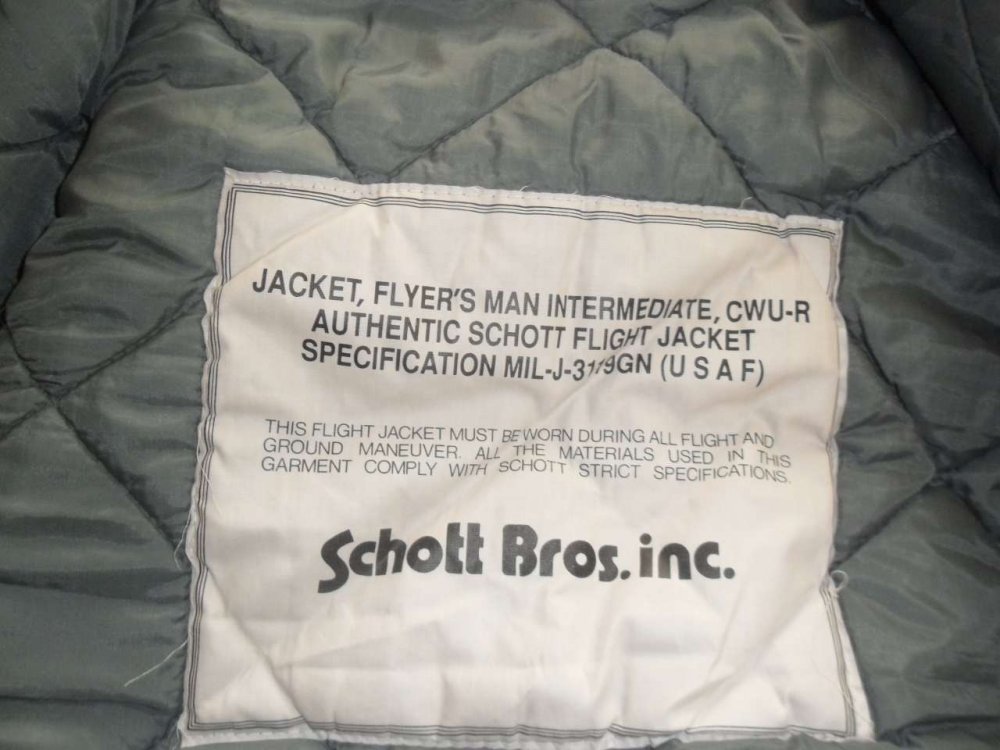 JACKET, FLYER'S MAN INTERMEDIATE, CWU-R
AUTHENTIC SCHOTT FLIGHT JACKET
SPECIFICATION MIL-J-3179GN (U S A F)
THIS FLIGHT JACKET MUST BE WORN DURING ALL FLIGHT AND
GROUND MANEUVER. ALL THE MATERIALS USED IN THIS
GARMENT COMPLY WITH SCHOTT STRICT SPECIFICATIONS.
Schott Bros. inc.